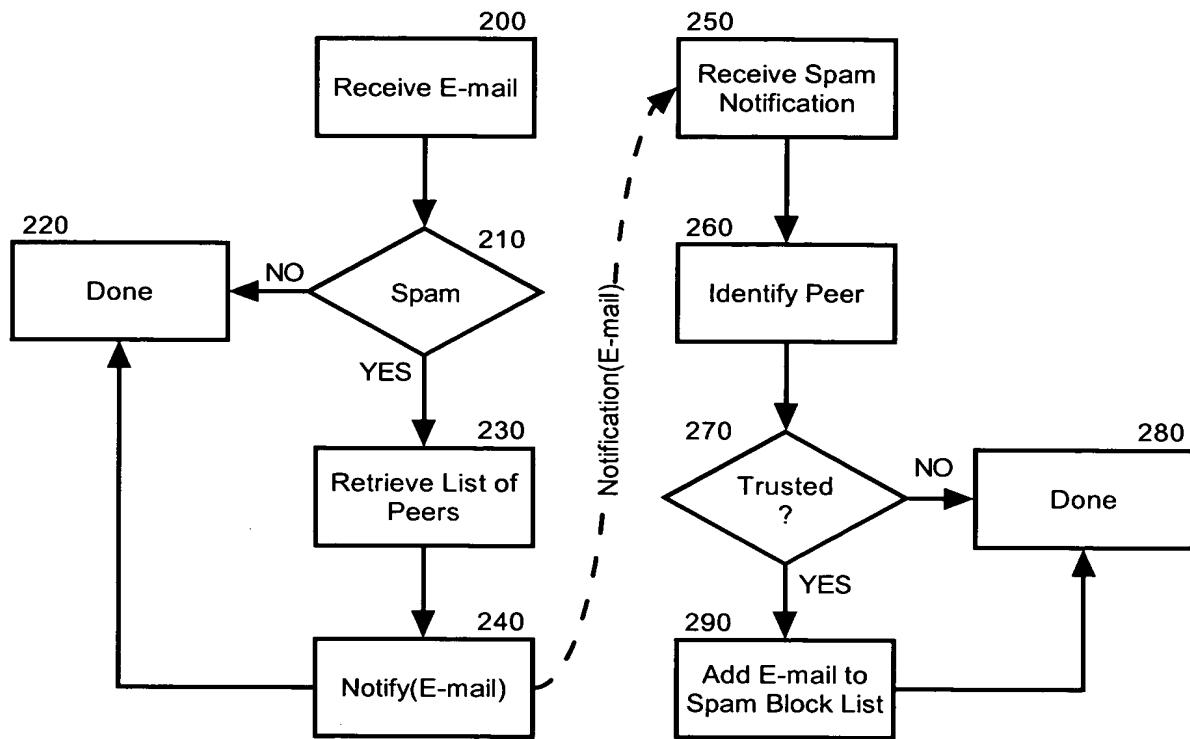 200
Receive E-mail
210
Spam
NO
220
Done
YES
230
Retrieve List of
Peers
240
Notify(E-mail)
Notification(E-mail)
250
Receive Spam
Notification
260
Identify Peer
270
Trusted
?
NO
280
Done
YES
290
Add E-mail to
Spam Block List